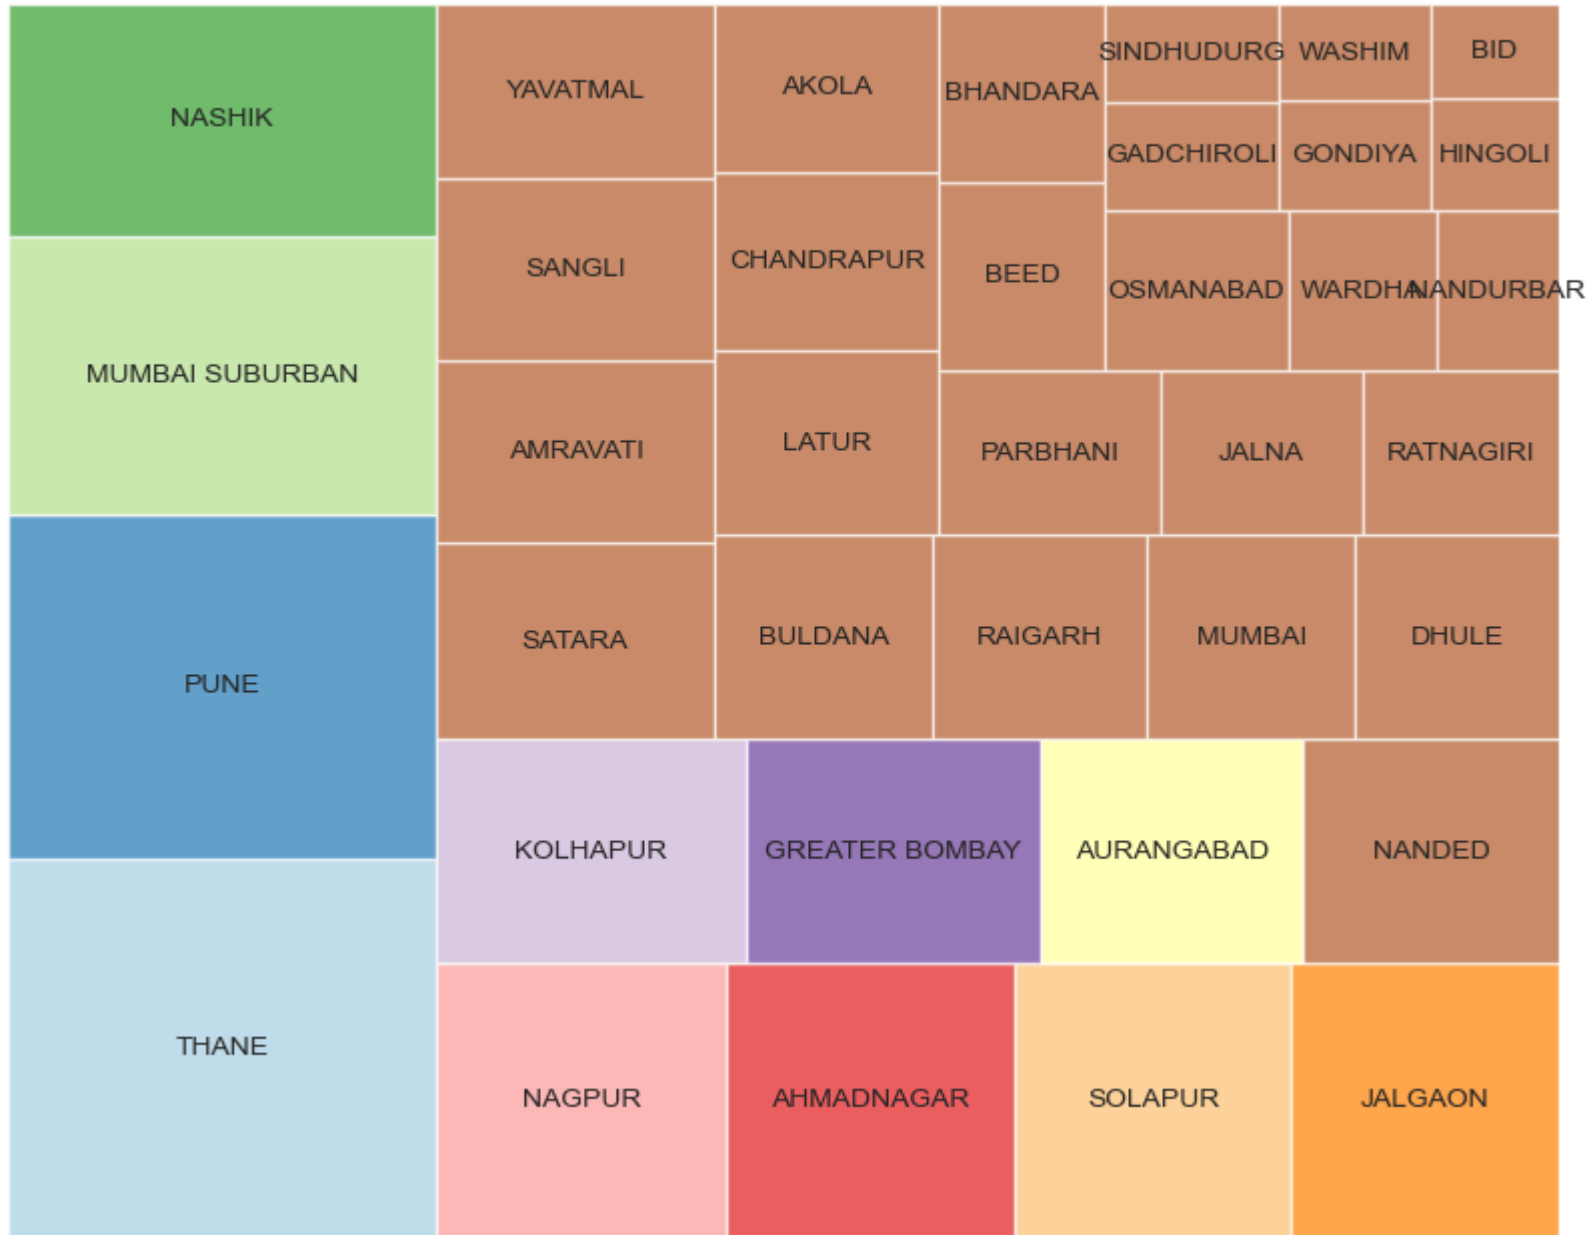 NASHIK
MUMBAI SUBURBAN
PUNE
THANE
YAVATMAL
SANGLI
AMRAVATI
SATARA
AKOLA
CHANDRAPUR
LATUR
BHANDARA
BEED
SINDHUDURG
WASHIM
BID
GADCHIROLI
GONDIYA
HINGOLI
OSMANABAD
WARDHA
NANDURBAR
PARBHANI
JALNA
RATNAGIRI
BULDANA
RAIGARH
MUMBAI
DHULE
KOLHAPUR
GREATER BOMBAY
AURANGABAD
NANDED
NAGPUR
AHMADNAGAR
SOLAPUR
JALGAON